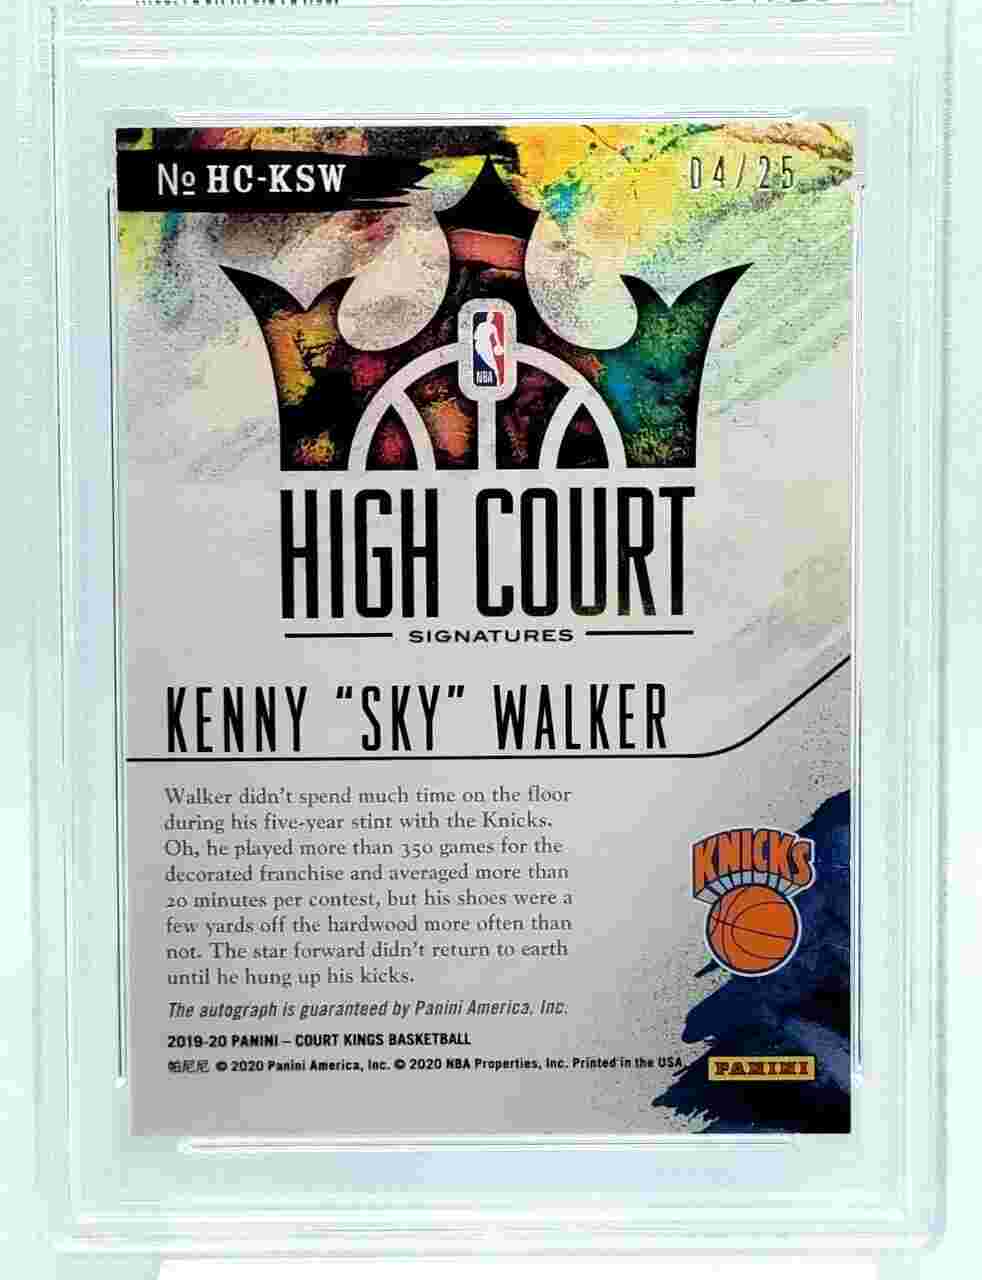 № HC-KSW
04/25
NBA
HIGH COURT
SIGNATURES
KENNY "SKY" WALKER
Walker didn't spend much time on the floor
during his five-year stint with the Knicks.
Oh, he played more than 350 games for the
decorated franchise and averaged more than
20 minutes per contest, but his shoes were a
few yards off the hardwood more often than
not. The star forward didn't return to earth
until he hung up his kicks.
The autograph is guaranteed by Panini America, Inc.
2019-20 PANINI – COURT KINGS BASKETBALL
帕尼尼 © 2020 Panini America, Inc. © 2020 NBA Properties, Inc. Printed in the USA
KNICKS
PANINI